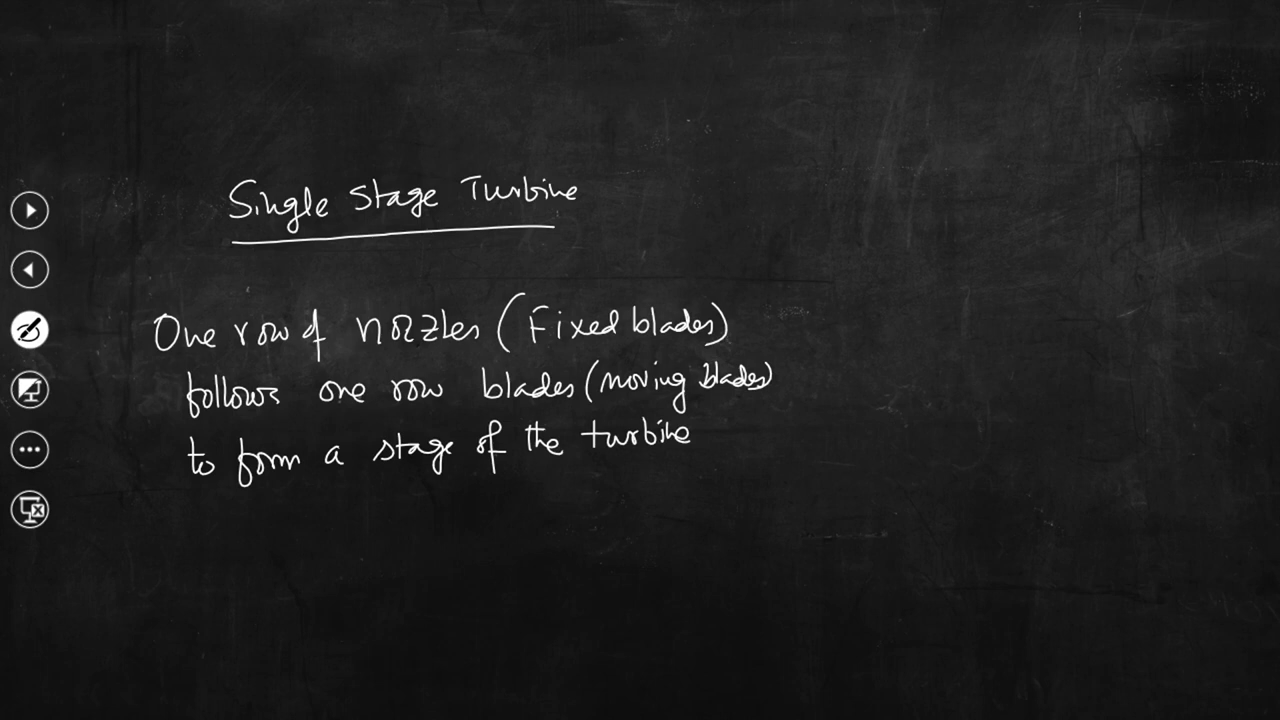 Single Stage Turbine
One row of nozzles (Fixed blades)
follows one row blades (moving blades)
to form a stage of the turbine